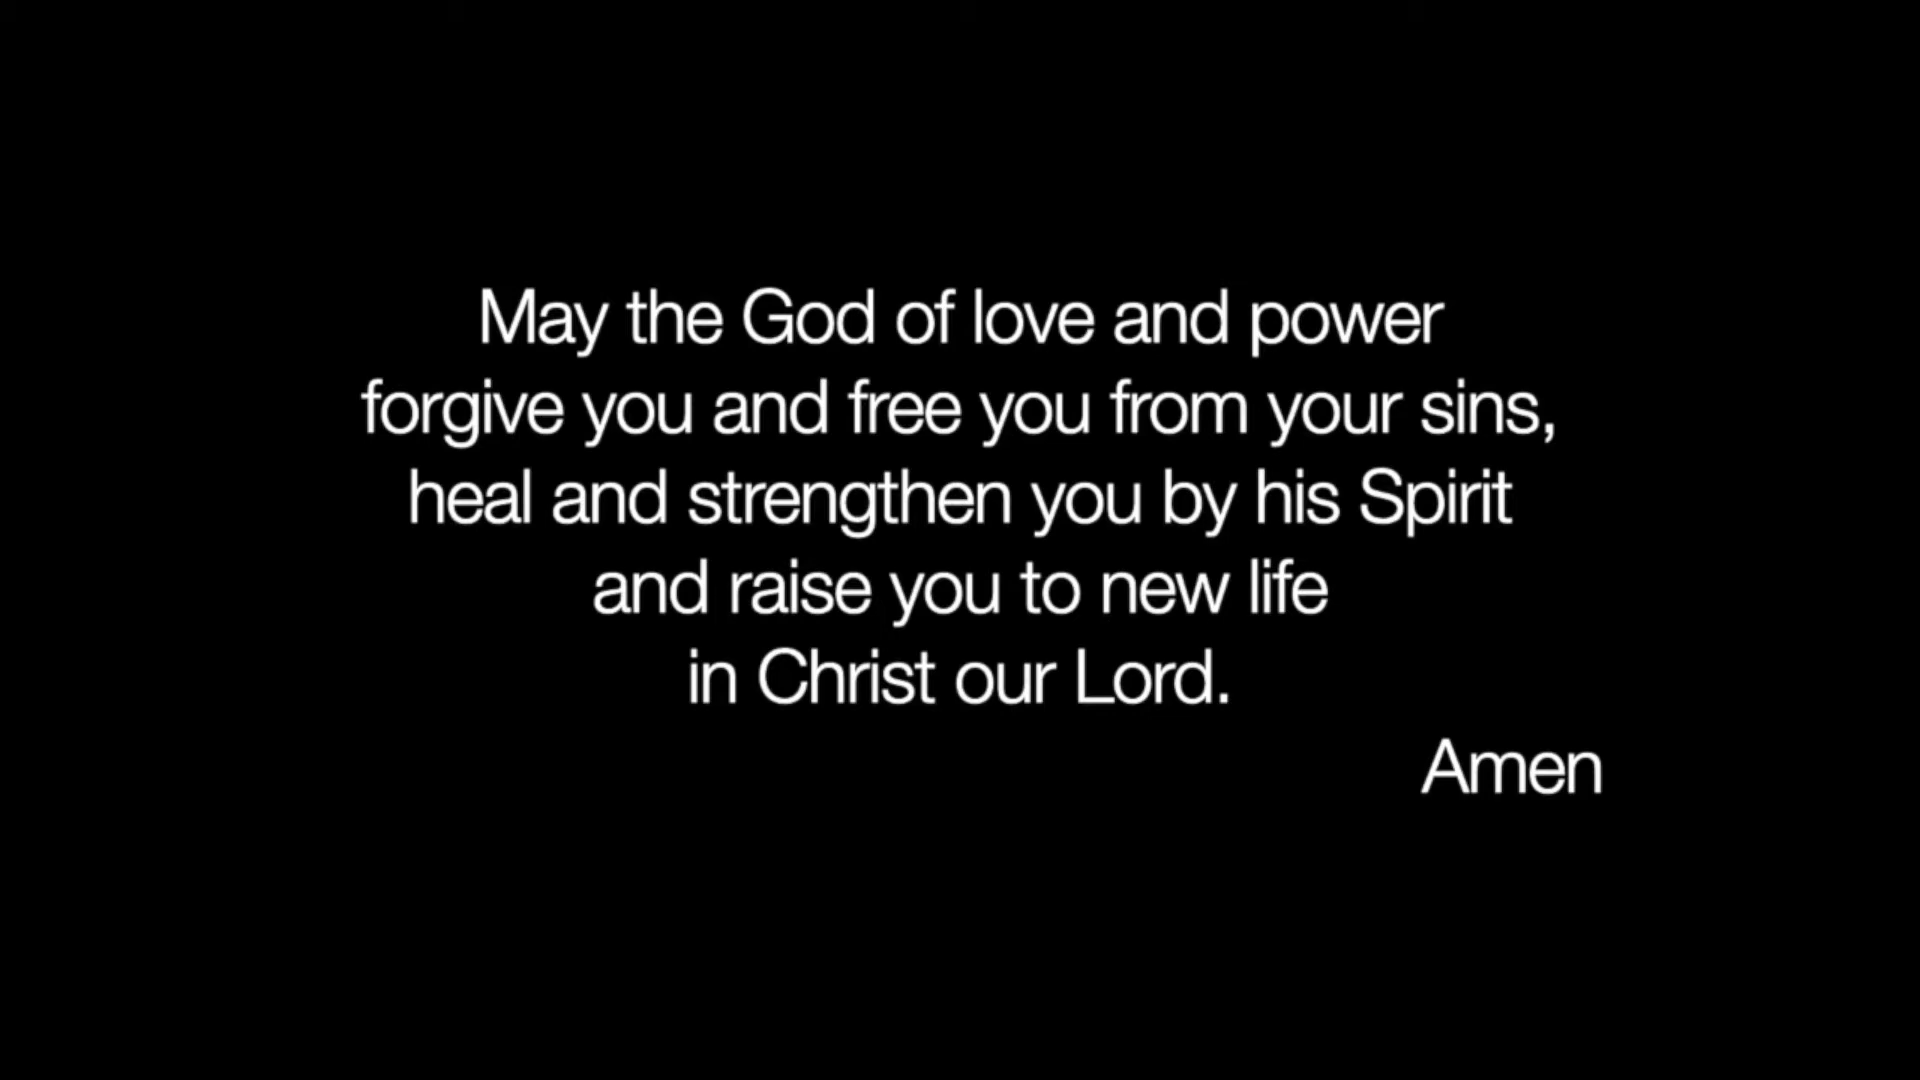 May the God of love and power
forgive you and free you from your sins,
heal and strengthen you by his Spirit
and raise you to new life
in Christ our Lord.
Amen